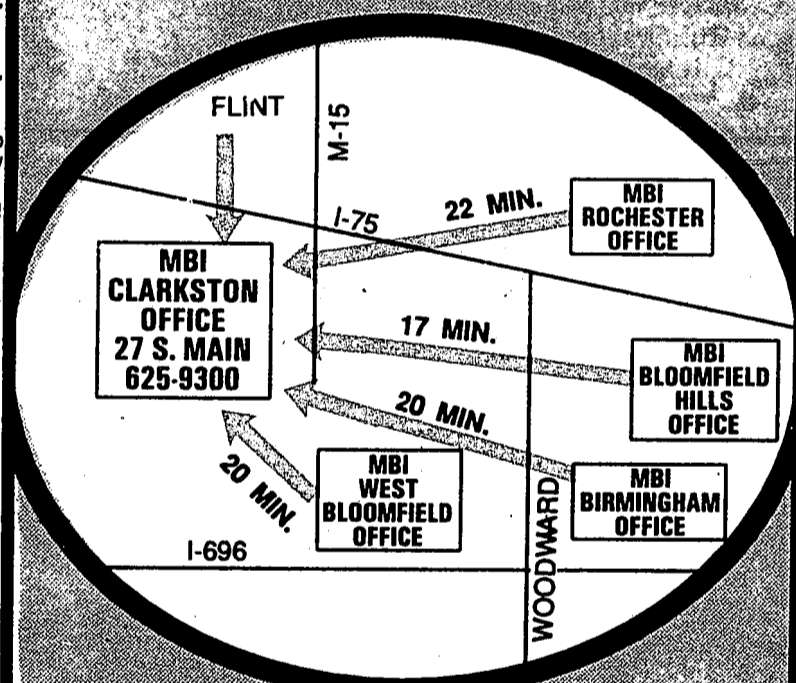 FLINT
M-15
I-75
22 MIN.
MBI
ROCHESTER
OFFICE
MBI
CLARKSTON
OFFICE
27 S. MAIN
625-9300
17 MIN.
MBI
BLOOMFIELD
HILLS
OFFICE
20 MIN.
20 MIN.
MBI
WEST
BLOOMFIELD
OFFICE
MBI
BIRMINGHAM
OFFICE
I-696
WOODWARD